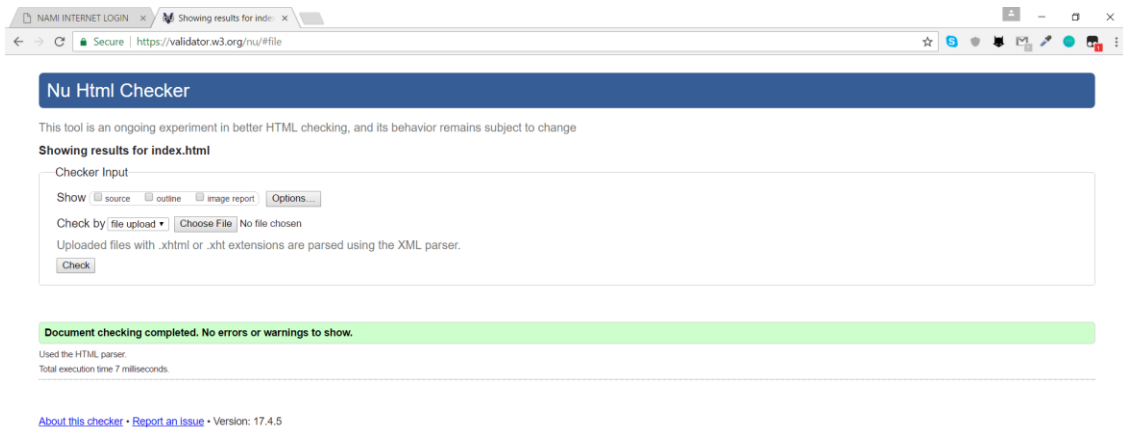 NAMI INTERNET LOGIN
Showing results for index
Secure
https://validator.w3.org/nu/#file
Nu Html Checker
This tool is an ongoing experiment in better HTML checking, and its behavior remains subject to change
Showing results for index.html
Checker Input
Show source outline image report Options...
Check by file upload Choose File No file chosen
Uploaded files with .xhtml or .xht extensions are parsed using the XML parser.
Check
Document checking completed. No errors or warnings to show.
Used the HTML parser.
Total execution time 7 milliseconds.
About this checker • Report an issue • Version: 17.4.5